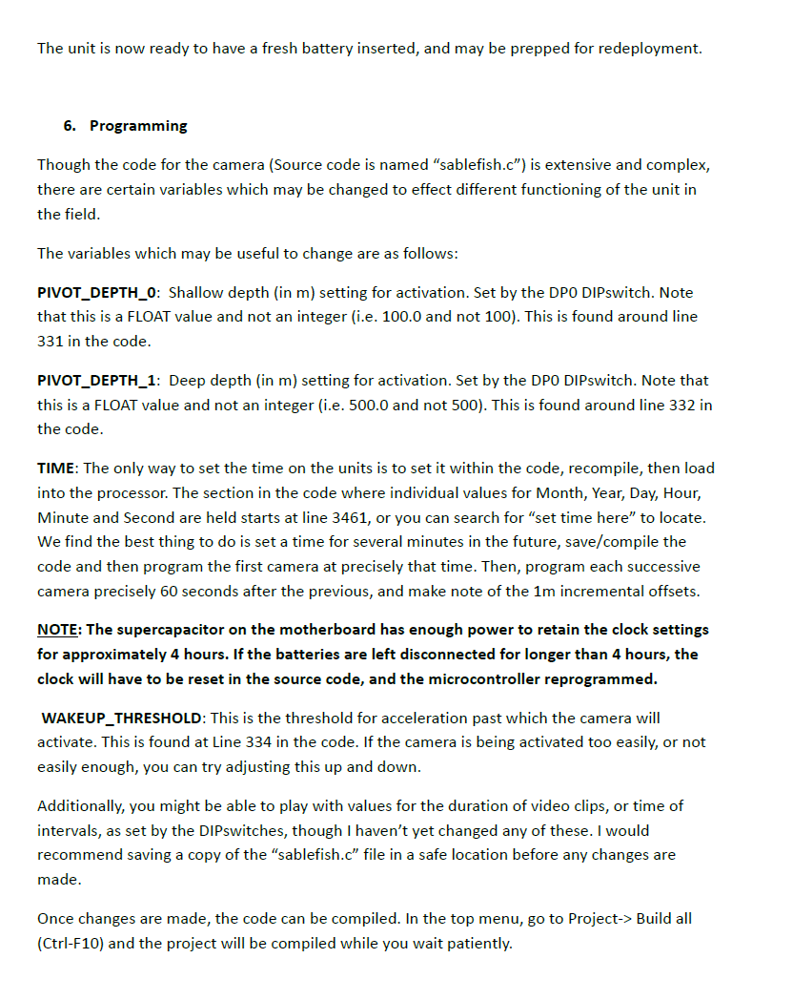 The unit is now ready to have a fresh battery inserted, and may be prepped for redeployment.
6. Programming
Though the code for the camera (Source code is named “sablefish.c”) is extensive and complex,
there are certain variables which may be changed to effect different functioning of the unit in
the field.
The variables which may be useful to change are as follows:
PIVOT_DEPTH_0: Shallow depth (in m) setting for activation. Set by the DP0 DIPswitch. Note
that this is a FLOAT value and not an integer (i.e. 100.0 and not 100). This is found around line
331 in the code.
PIVOT_DEPTH_1: Deep depth (in m) setting for activation. Set by the DP0 DIPswitch. Note that
this is a FLOAT value and not an integer (i.e. 500.0 and not 500). This is found around line 332 in
the code.
TIME: The only way to set the time on the units is to set it within the code, recompile, then load
into the processor. The section in the code where individual values for Month, Year, Day, Hour,
Minute and Second are held starts at line 3461, or you can search for “set time here” to locate.
We find the best thing to do is set a time for several minutes in the future, save/compile the
code and then program the first camera at precisely that time. Then, program each successive
camera precisely 60 seconds after the previous, and make note of the 1m incremental offsets.
NOTE: The supercapacitor on the motherboard has enough power to retain the clock settings
for approximately 4 hours. If the batteries are left disconnected for longer than 4 hours, the
clock will have to be reset in the source code, and the microcontroller reprogrammed.
WAKEUP_THRESHOLD: This is the threshold for acceleration past which the camera will
activate. This is found at Line 334 in the code. If the camera is being activated too easily, or not
easily enough, you can try adjusting this up and down.
Additionally, you might be able to play with values for the duration of video clips, or time of
intervals, as set by the DIPswitches, though I haven’t yet changed any of these. I would
recommend saving a copy of the “sablefish.c” file in a safe location before any changes are
made.
Once changes are made, the code can be compiled. In the top menu, go to Project-> Build all
(Ctrl-F10) and the project will be compiled while you wait patiently.